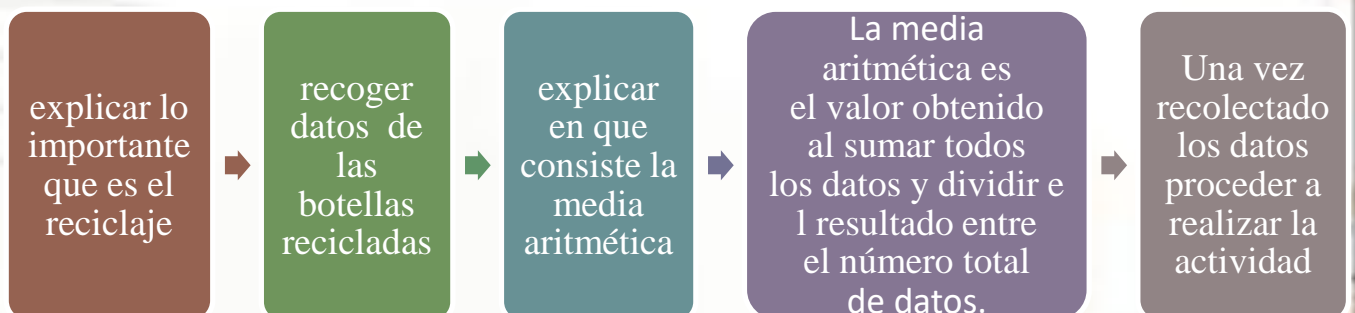 explicar lo
importante
que es el
reciclaje
recoger
datos de
las
botellas
recicladas
explicar
en que
consiste la
media
aritmética
La media
aritmética es
el valor obtenido
al sumar todos
los datos y dividir e
l resultado entre
el número total
de datos.
Una vez
recolectado
los datos
proceder a
realizar la
actividad